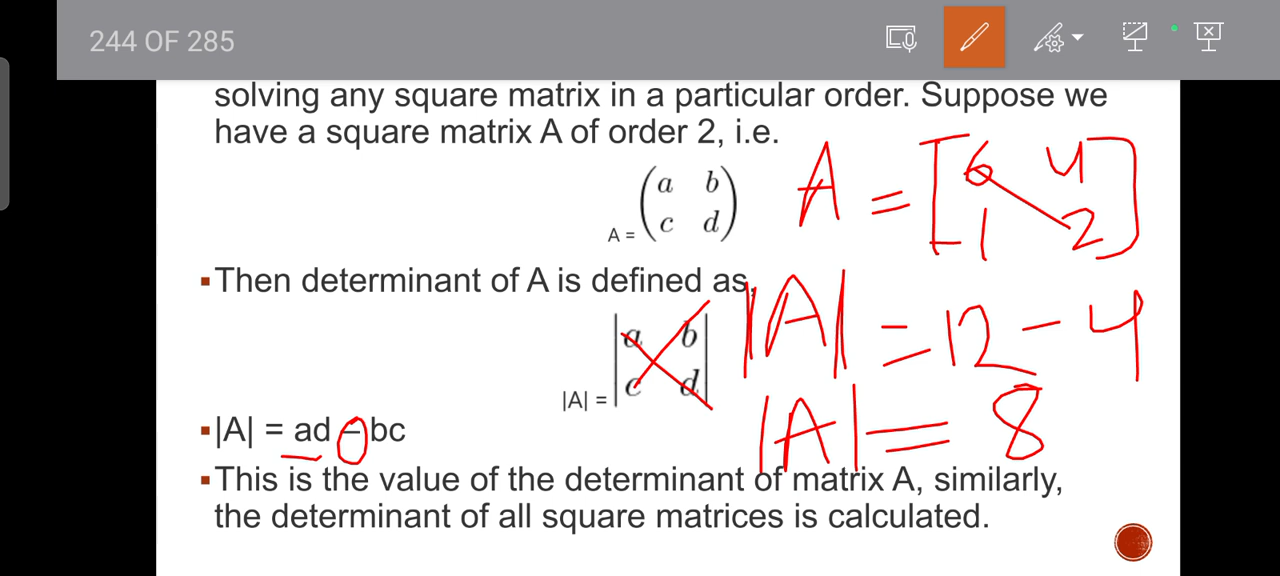 244 OF 285
solving any square matrix in a particular order. Suppose we
have a square matrix A of order 2, i.e.
A = (a b
c d)
A = [6 4
1 2]
▪Then determinant of A is defined as,
|A| = |a b
c d|
|A| = 12 - 4
▪|A| = ad – bc
|A| = 8
▪This is the value of the determinant of matrix A, similarly,
the determinant of all square matrices is calculated.